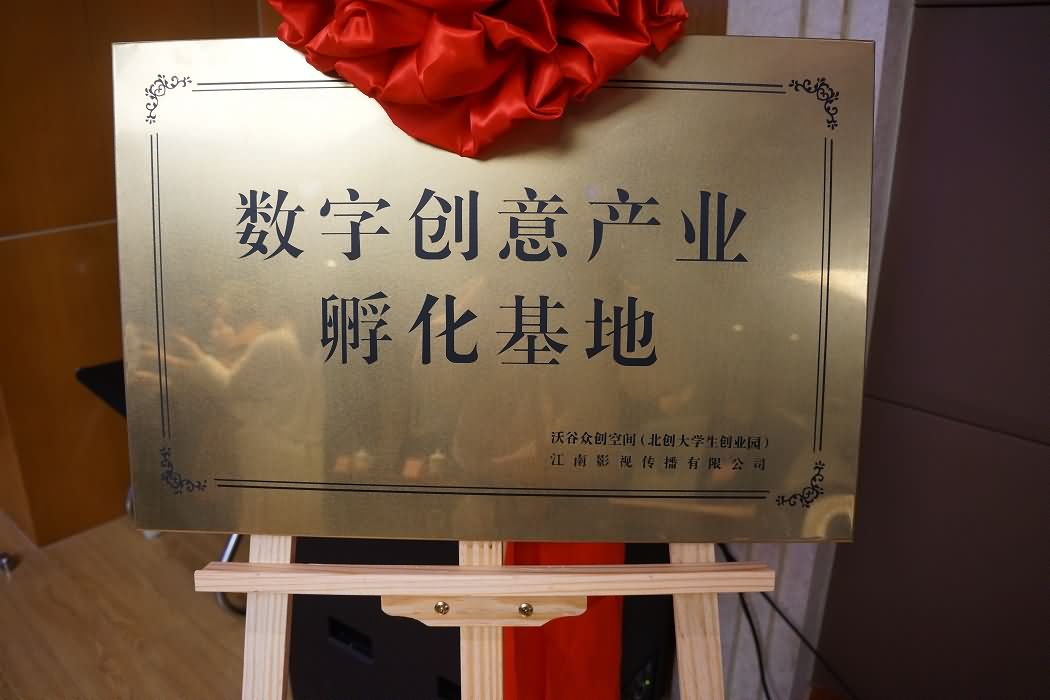 数字创意产业
孵化基地
沃谷众创空间(北创大学生创业园)
江南影视传播有限公司